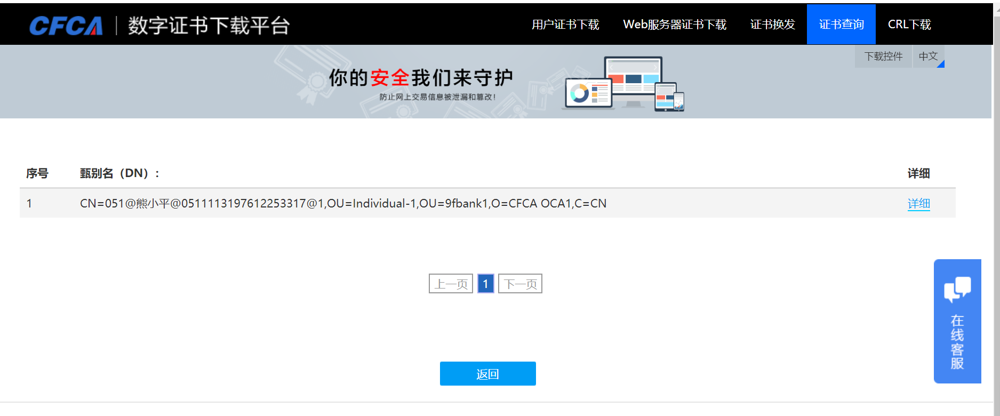 CFCA 数字证书下载平台
用户证书下载 Web服务器证书下载 证书换发 证书查询 CRL下载
下载控件 中文
你的安全我们来守护
防止网上交易信息被泄漏和篡改!
序号 甄别名（DN）: 详细
1 CN=051@熊小平@0511113197612253317@1,OU=Individual-1,OU=9fbank1,O=CFCA OCA1,C=CN 详细
上一页 1 下一页
在线客服
返回